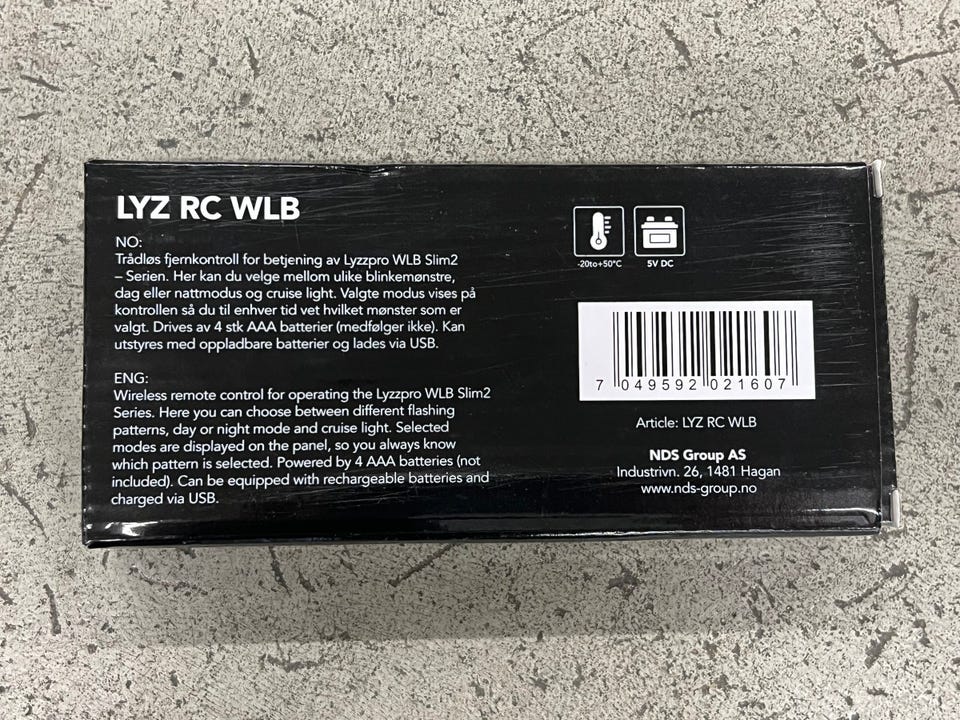 LYZ RC WLB
NO:
Trådløs fjernkontroll for betjening av Lyzzpro WLB Slim2
– Serien. Her kan du velge mellom ulike blinkemønstre,
dag eller nattmodus og cruise light. Valgte modus vises på
kontrollen så du til enhver tid vet hvilket mønster som er
valgt. Drives av 4 stk AAA batterier (medfølger ikke). Kan
utstyres med oppladbare batterier og lades via USB.
ENG:
Wireless remote control for operating the Lyzzpro WLB Slim2
Series. Here you can choose between different flashing
patterns, day or night mode and cruise light. Selected
modes are displayed on the panel, so you always know
which pattern is selected. Powered by 4 AAA batteries (not
included). Can be equipped with rechargeable batteries and
charged via USB.
-20to+50°C
5V DC
7 049592 021607
Article: LYZ RC WLB
NDS Group AS
Industrivn. 26, 1481 Hagan
www.nds-group.no